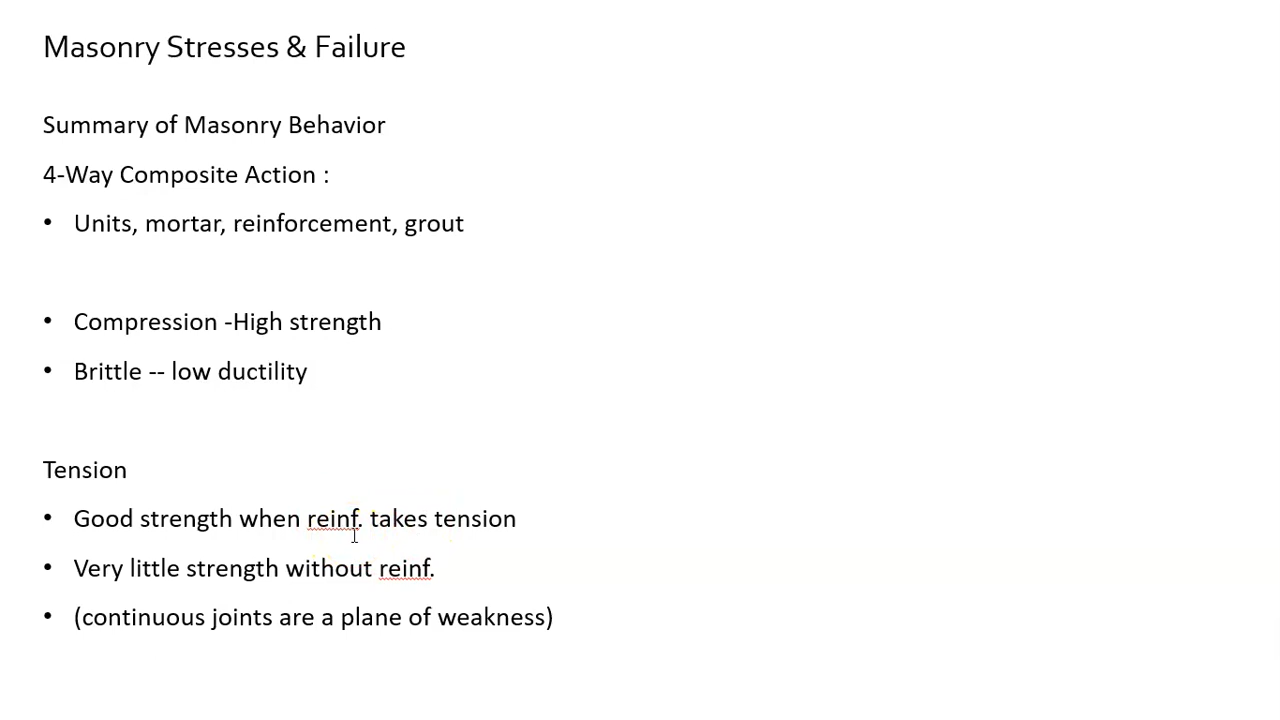 Masonry Stresses & Failure
Summary of Masonry Behavior
4-Way Composite Action :
• Units, mortar, reinforcement, grout
• Compression -High strength
• Brittle -- low ductility
Tension
• Good strength when reinf. takes tension
• Very little strength without reinf.
• (continuous joints are a plane of weakness)